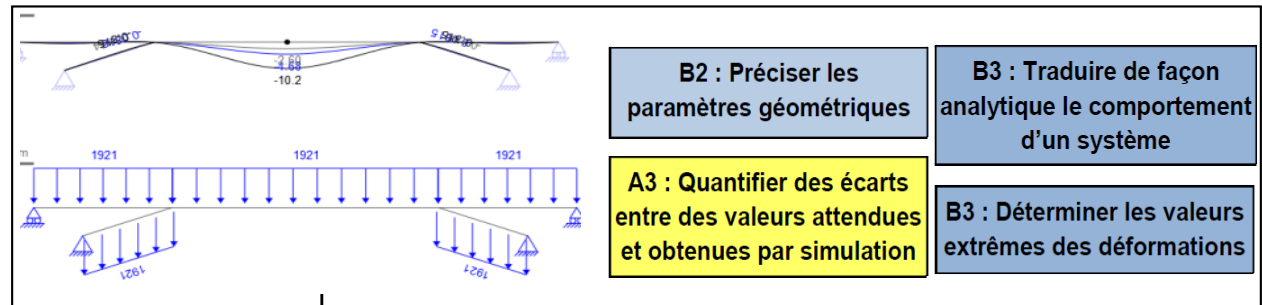 -2.60
-4.68
-10.2
m
1921
1921
1921
1921
1921
B2 : Préciser les
paramètres géométriques
B3 : Traduire de façon
analytique le comportement
d'un système
A3 : Quantifier des écarts
entre des valeurs attendues
et obtenues par simulation
B3 : Déterminer les valeurs
extrêmes des déformations